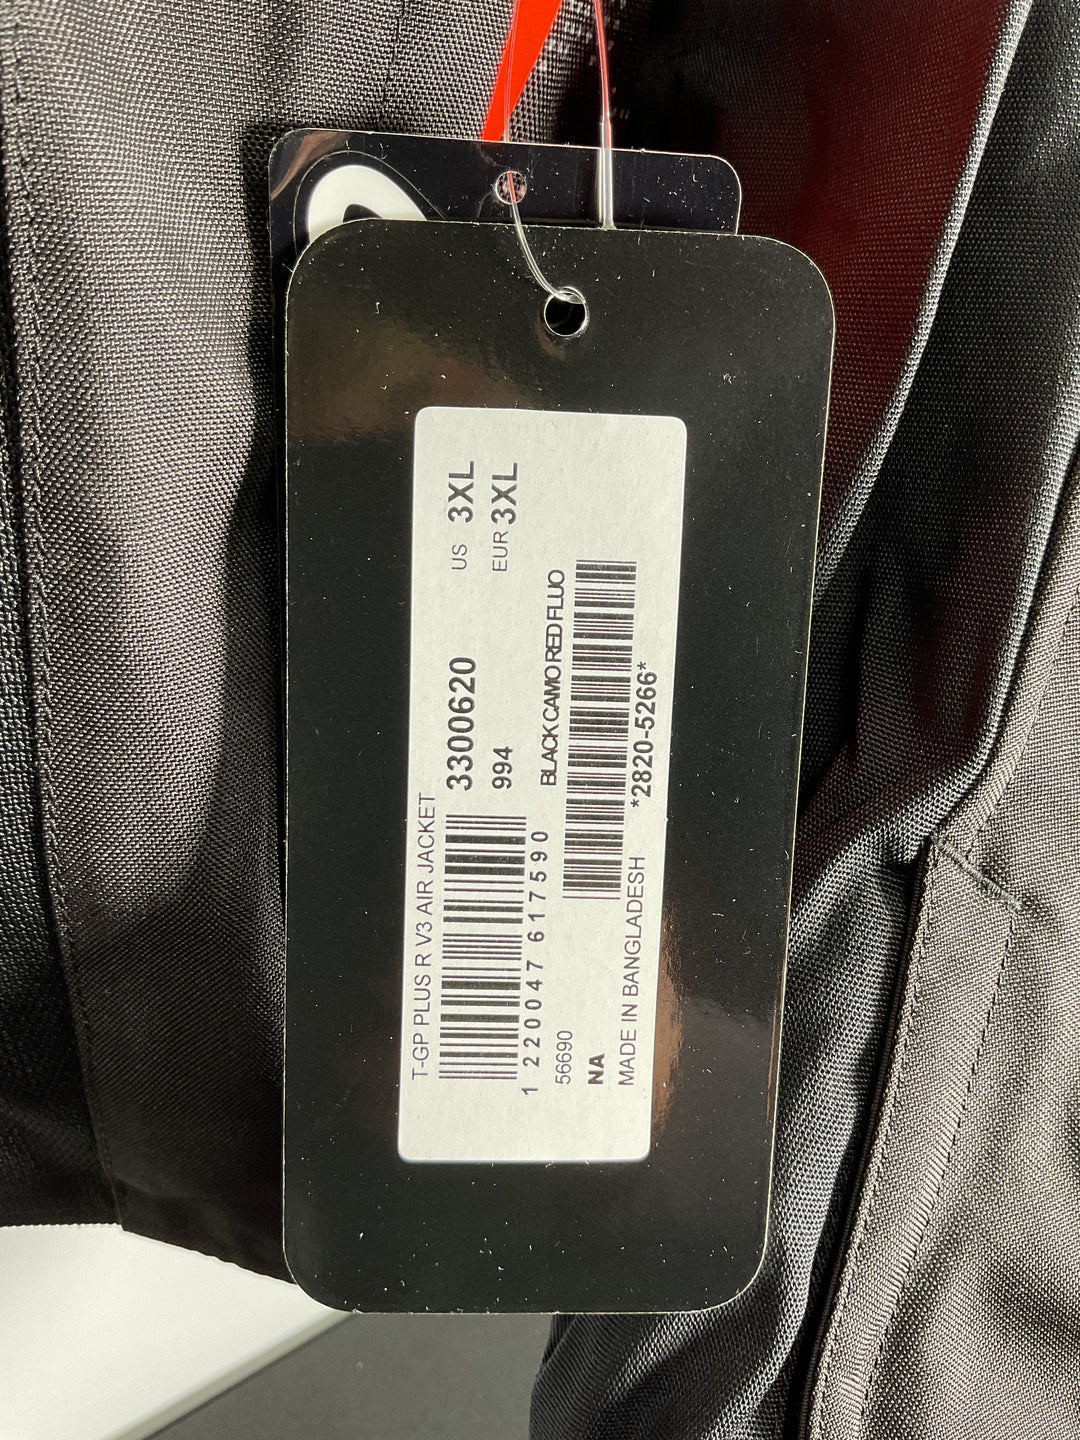 T-GP PLUS R V3 AIR JACKET
3300620
US 3XL
994
EUR 3XL
1 220047 617590
BLACK CAMO RED FLUO
56690
NA
*2820-5266*
MADE IN BANGLADESH